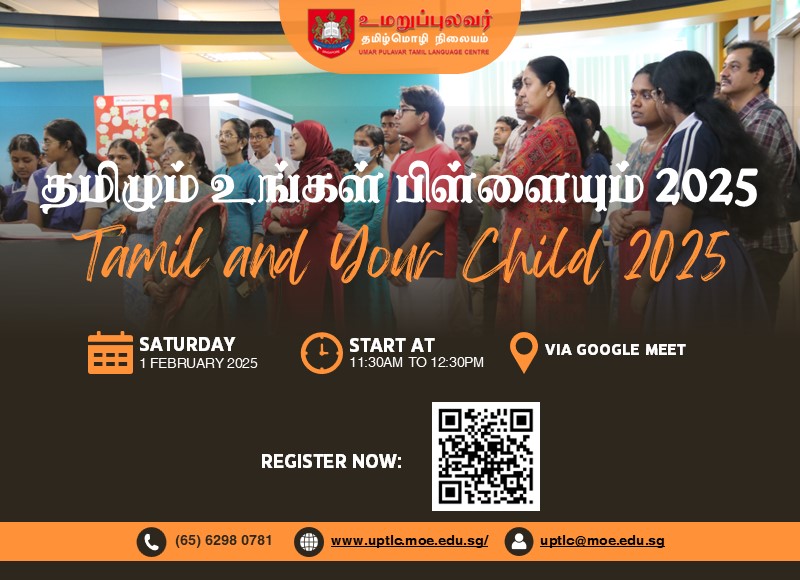 உமறுப்புலவர்
தமிழ்மொழி நிலையம்
UMAR PULAVAR TAMIL LANGUAGE CENTRE
தமிழும் உங்கள் பிள்ளையும் 2025
Tamil and Your Child 2025
SATURDAY
1 FEBRUARY 2025
START AT
11:30AM TO 12:30PM
VIA GOOGLE MEET
REGISTER NOW:
(65) 6298 0781
www.uptlc.moe.edu.sg/
uptlc@moe.edu.sg